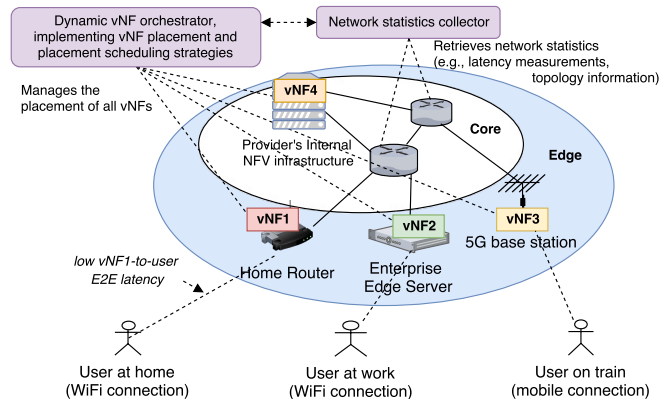 Dynamic vNF orchestrator,
implementing vNF placement and
placement scheduling strategies
Network statistics collector
Retrieves network statistics
(e.g., latency measurements,
topology information)
Manages the
placement of all vNFs
vNF4
Core
Provider's Internal
NFV infrastructure
Edge
vNF1
vNF2
vNF3
5G base station
Home Router
Enterprise
Edge Server
low vNF1-to-user
E2E latency
User at home
(WiFi connection)
User at work
(WiFi connection)
User on train
(mobile connection)